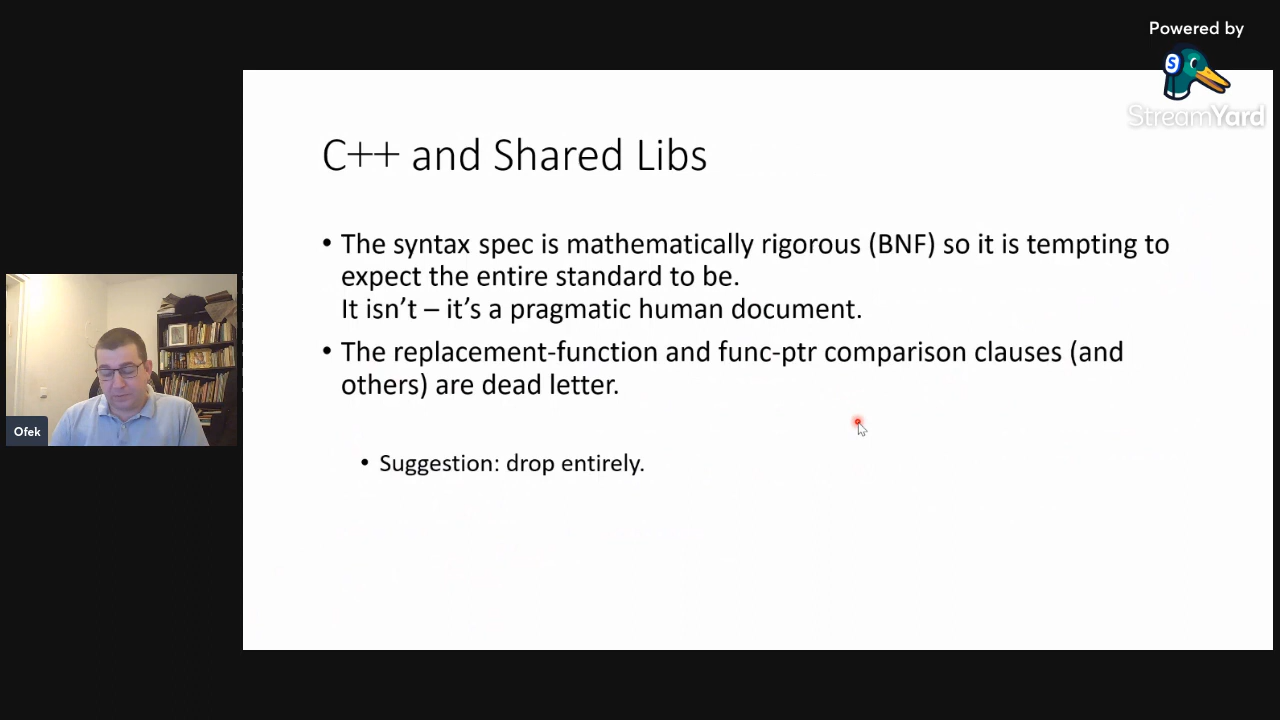 Powered by
StreamYard
C++ and Shared Libs
• The syntax spec is mathematically rigorous (BNF) so it is tempting to
expect the entire standard to be.
It isn’t – it’s a pragmatic human document.
• The replacement-function and func-ptr comparison clauses (and
others) are dead letter.
• Suggestion: drop entirely.
Ofek